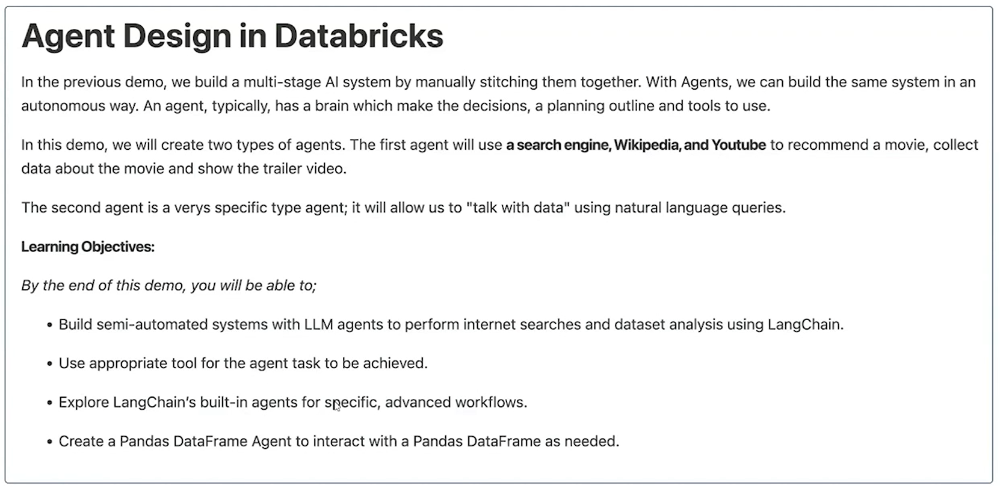 Agent Design in Databricks
In the previous demo, we build a multi-stage AI system by manually stitching them together. With Agents, we can build the same system in an
autonomous way. An agent, typically, has a brain which make the decisions, a planning outline and tools to use.
In this demo, we will create two types of agents. The first agent will use a search engine, Wikipedia, and Youtube to recommend a movie, collect
data about the movie and show the trailer video.
The second agent is a verys specific type agent; it will allow us to "talk with data" using natural language queries.
Learning Objectives:
By the end of this demo, you will be able to;
• Build semi-automated systems with LLM agents to perform internet searches and dataset analysis using LangChain.
• Use appropriate tool for the agent task to be achieved.
• Explore LangChain’s built-in agents for specific, advanced workflows.
• Create a Pandas DataFrame Agent to interact with a Pandas DataFrame as needed.